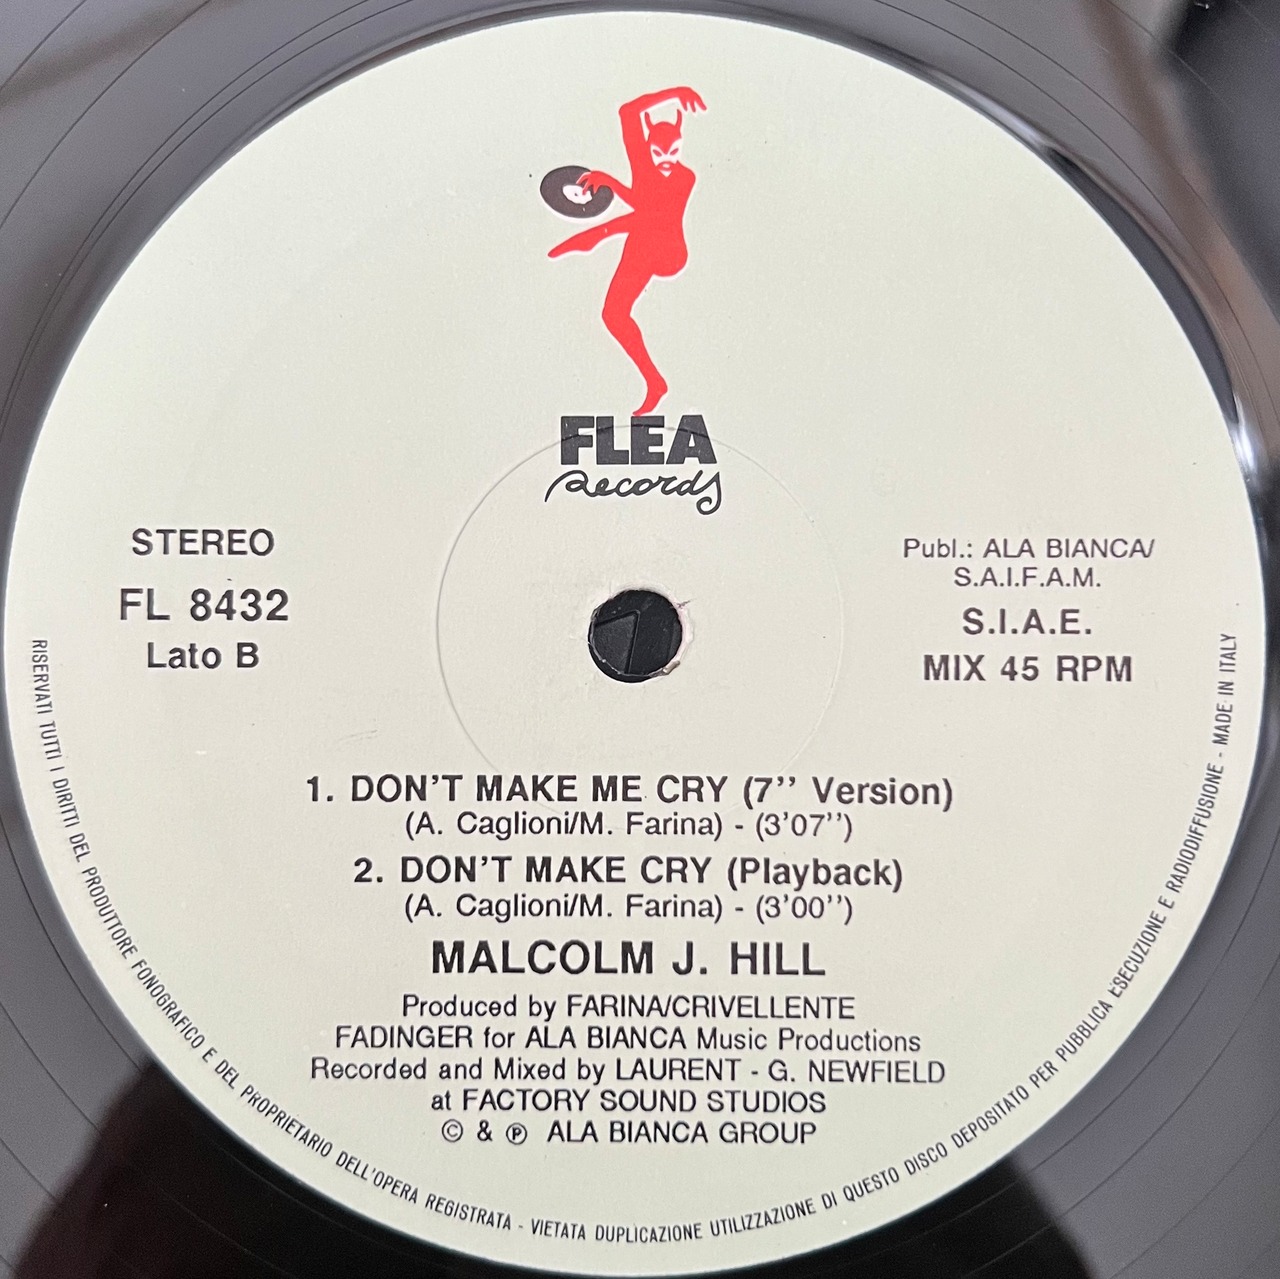 FLEA
Records
STEREO
FL 8432
Lato B
Publ.: ALA BIANCA/
S.A.I.F.A.M.
S.I.A.E.
MIX 45 RPM
1. DON'T MAKE ME CRY (7'' Version)
(A. Caglioni/M. Farina) - (3'07'')
2. DON'T MAKE CRY (Playback)
(A. Caglioni/M. Farina) - (3'00'')
MALCOLM J. HILL
Produced by FARINA/CRIVELLENTE
FADINGER for ALA BIANCA Music Productions
Recorded and Mixed by LAURENT - G. NEWFIELD
at FACTORY SOUND STUDIOS
© & ℗ ALA BIANCA GROUP
RISERVATI TUTTI I DIRITTI DEL PRODUTTORE FONOGRAFICO E DEL PROPRIETARIO DELL'OPERA REGISTRATA - VIETATA DUPLICAZIONE UTILIZZAZIONE DI QUESTO DISCO DEPOSITATO PER PUBBLICA ESECUZIONE E RADIODIFFUSIONE - MADE IN ITALY